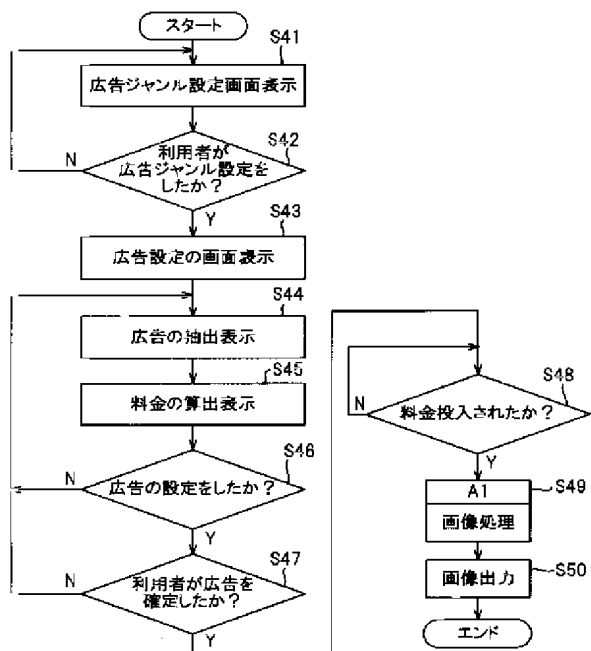 スタート
S41
広告ジャンル設定画面表示
S42
利用者が
広告ジャンル設定を
したか?
N
Y
S43
広告設定の画面表示
S44
広告の抽出表示
S45
料金の算出表示
S46
広告の設定をしたか?
N
Y
S47
利用者が広告を
確定したか?
N
Y
S48
料金投入されたか?
N
Y
A1
S49
画像処理
画像出力
S50
エンド